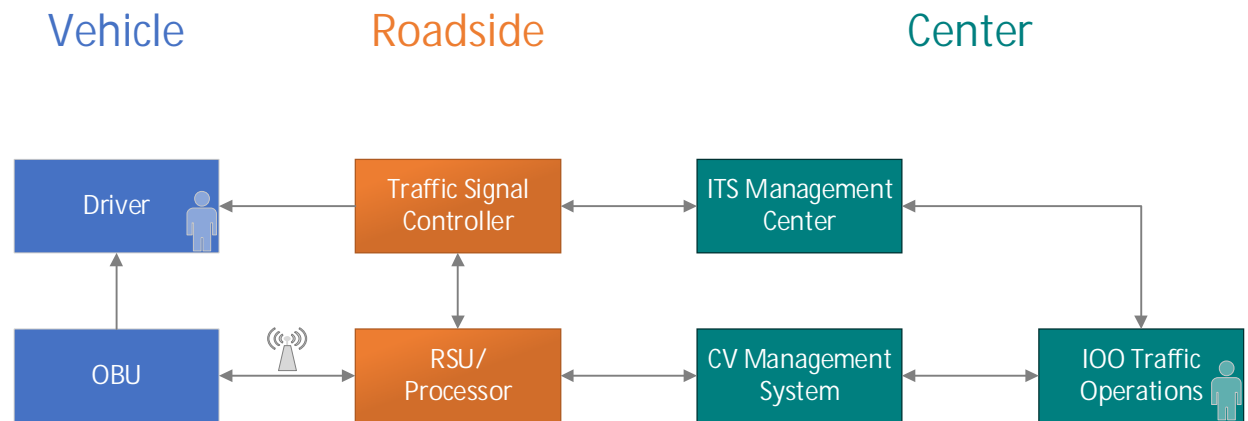 Vehicle
Roadside
Center
Driver
Traffic Signal
Controller
ITS Management
Center
OBU
RSU/
Processor
CV Management
System
IOO Traffic
Operations